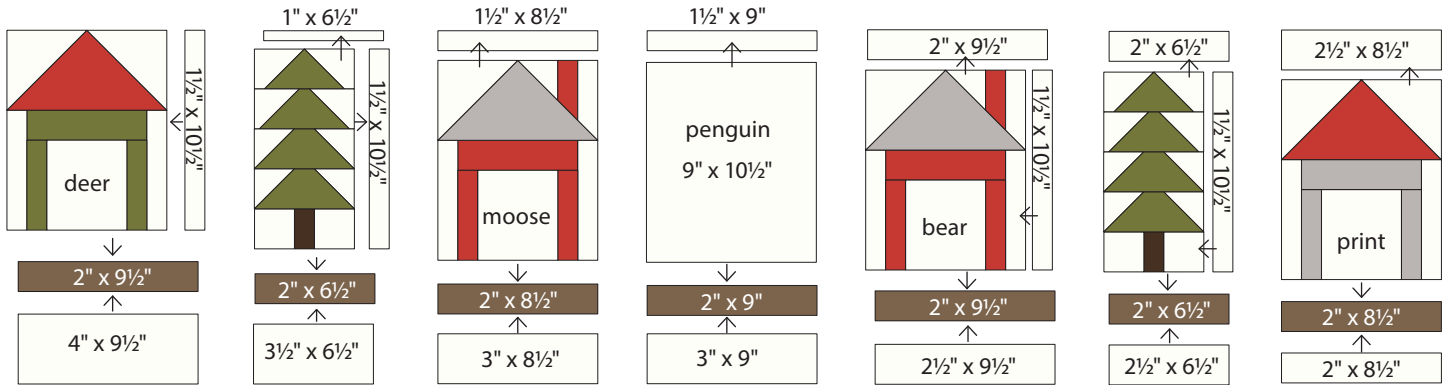 1" x 6½"
1½" x 8½"
1½" x 9"
2" x 9½"
2" x 6½"
2½" x 8½"
1½" x 10½"
1½" x 10½"
1½" x 10½"
1½" x 10½"
deer
moose
penguin
9" x 10½"
bear
print
2" x 9½"
2" x 6½"
2" x 8½"
2" x 9"
2" x 9½"
2" x 6½"
2" x 8½"
4" x 9½"
3½" x 6½"
3" x 8½"
3" x 9"
2½" x 9½"
2½" x 6½"
2" x 8½"